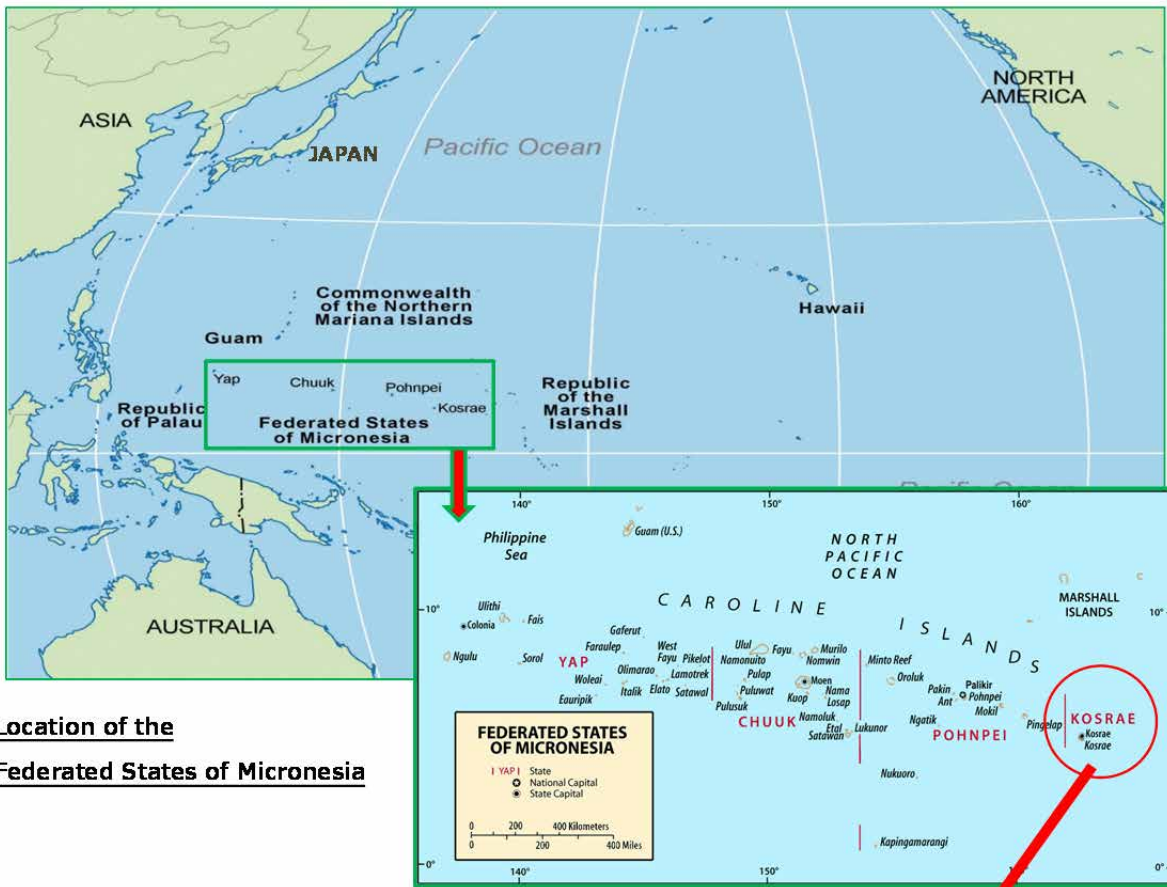 NORTH
AMERICA
ASIA
JAPAN
Pacific Ocean
Commonwealth
of the Northern
Mariana Islands
Hawaii
Guam
Yap
Chuuk
Pohnpei
Kosrae
Republic
of Palau
Federated States
of Micronesia
Republic
of the
Marshall
Islands
AUSTRALIA
Location of the
Federated States of Micronesia
140°
150°
160°
Philippine
Sea
Guam (U.S.)
NORTH
PACIFIC
OCEAN
MARSHALL
ISLANDS
10°
10°
CAROLINE ISLANDS
Ulithi
Colonia
Fais
Ngulu
Sorol
YAP
Gaferut
Faraulep
West
Fayu
Pikelot
Olimarao
Lamotrek
Woleai
Eauripik
Italik
Elato
Satawal
Ulul
Fayu
Murilo
Nomwin
Namonuito
Pulap
Moen
Puluwat
Pulusuk
Kuop
Nama
Losap
CHUUK
Namoluk
Etal
Satawan
Lukunor
Minto Reef
Oroluk
Pakin
Ant
Palikir
Pohnpei
Mokil
Ngatik
POHNPEI
Pingelap
KOSRAE
Kosrae
Kosrae
Nukuoro
Kapingamarangi
FEDERATED STATES
OF MICRONESIA
YAP State
National Capital
State Capital
0 200 400 Kilometers
0 200 400 Miles
0°
140°
150°
0°